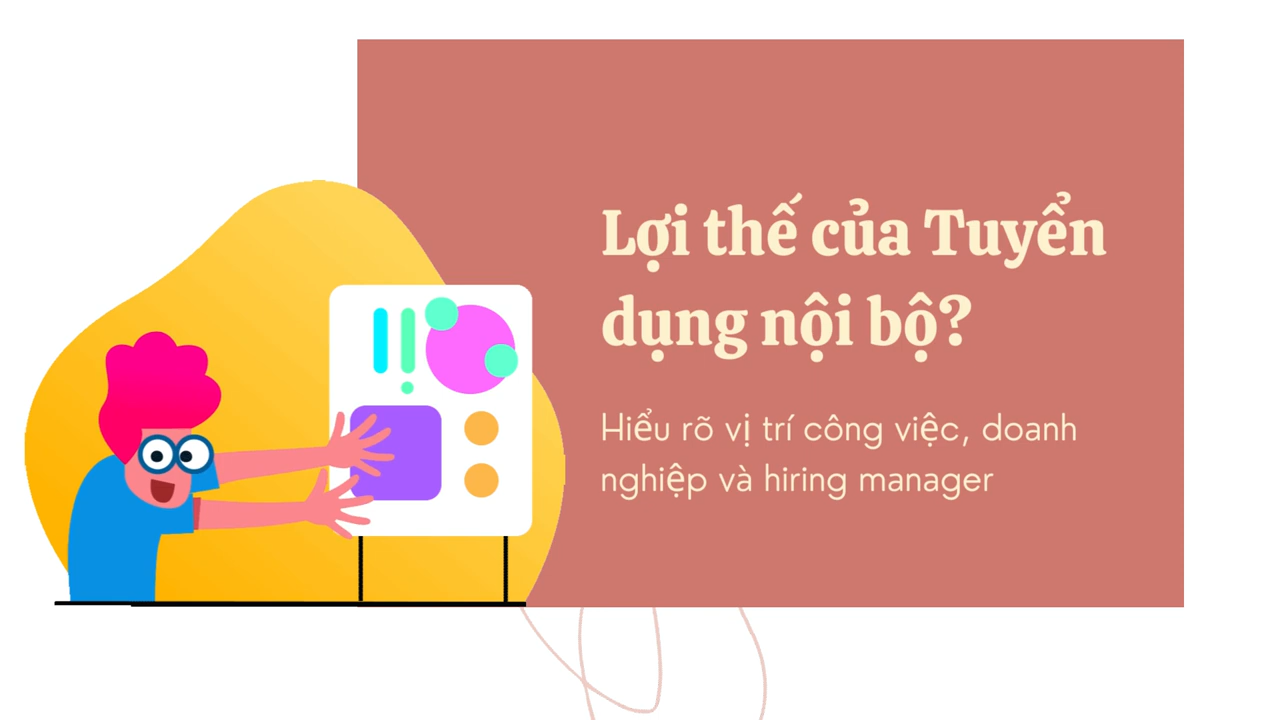 Lợi thế của Tuyển
dụng nội bộ?
Hiểu rõ vị trí công việc, doanh
nghiệp và hiring manager